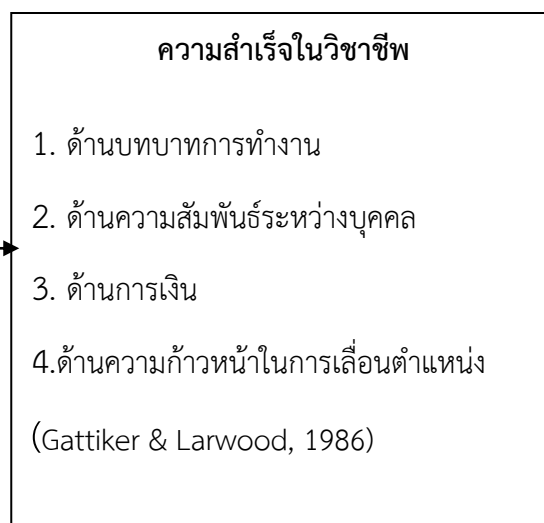 ความสำเร็จในวิชาชีพ
1. ด้านบทบาทการทำงาน
2. ด้านความสัมพันธ์ระหว่างบุคคล
3. ด้านการเงิน
4.ด้านความก้าวหน้าในการเลื่อนตำแหน่ง
(Gattiker & Larwood, 1986)